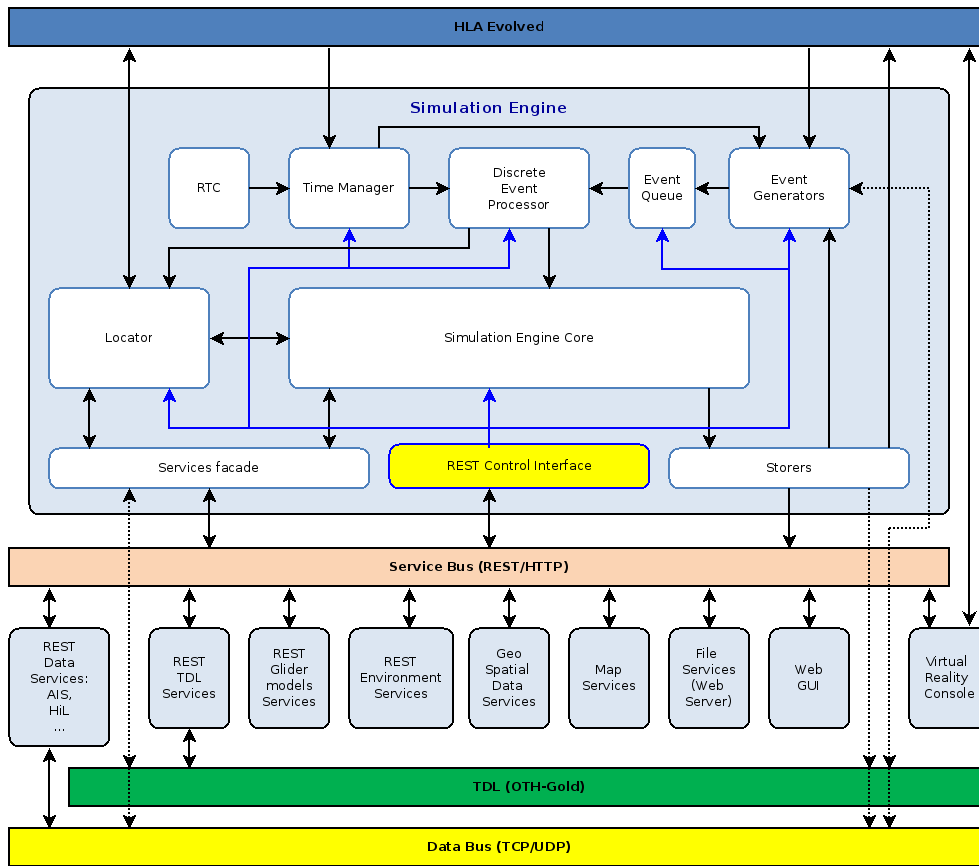 HLA Evolved
Simulation Engine
RTC
Time Manager
Discrete
Event
Processor
Event
Queue
Event
Generators
Locator
Simulation Engine Core
Services facade
REST Control Interface
Storers
Service Bus (REST/HTTP)
REST
Data
Services:
AIS,
HiL
...
REST
TDL
Services
REST
Glider
models
Services
REST
Environment
Services
Geo
Spatial
Data
Services
Map
Services
File
Services
(Web
Server)
Web
GUI
Virtual
Reality
Console
TDL (OTH-Gold)
Data Bus (TCP/UDP)